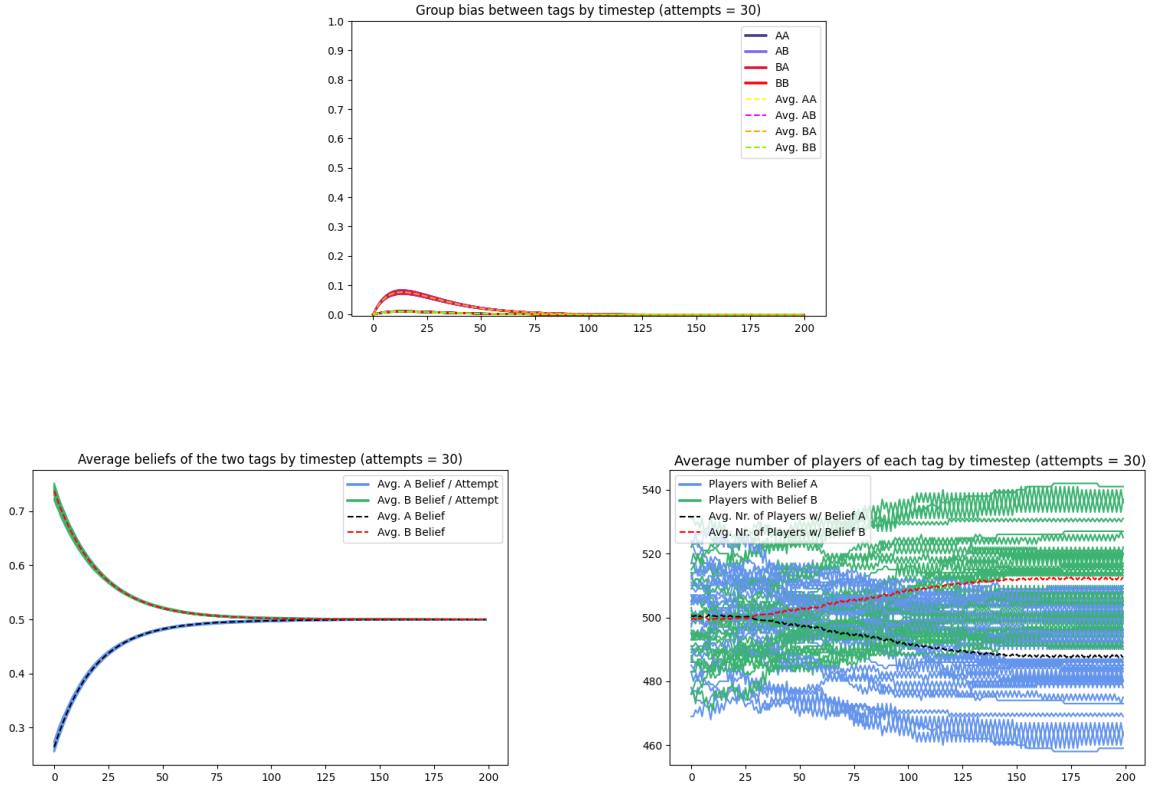 Group bias between tags by timestep (attempts = 30)
1.0
0.9
0.8
0.7
0.6
0.5
0.4
0.3
0.2
0.1
0.0
AA
AB
BA
BB
Avg. AA
Avg. AB
Avg. BA
Avg. BB
0 25 50 75 100 125 150 175 200
Average beliefs of the two tags by timestep (attempts = 30)
0.7
0.6
0.5
0.4
0.3
Avg. A Belief / Attempt
Avg. B Belief / Attempt
Avg. A Belief
Avg. B Belief
0 25 50 75 100 125 150 175 200
Average number of players of each tag by timestep (attempts = 30)
540
520
500
480
460
Players with Belief A
Players with Belief B
Avg. Nr. of Players w/ Belief A
Avg. Nr. of Players w/ Belief B
0 25 50 75 100 125 150 175 200